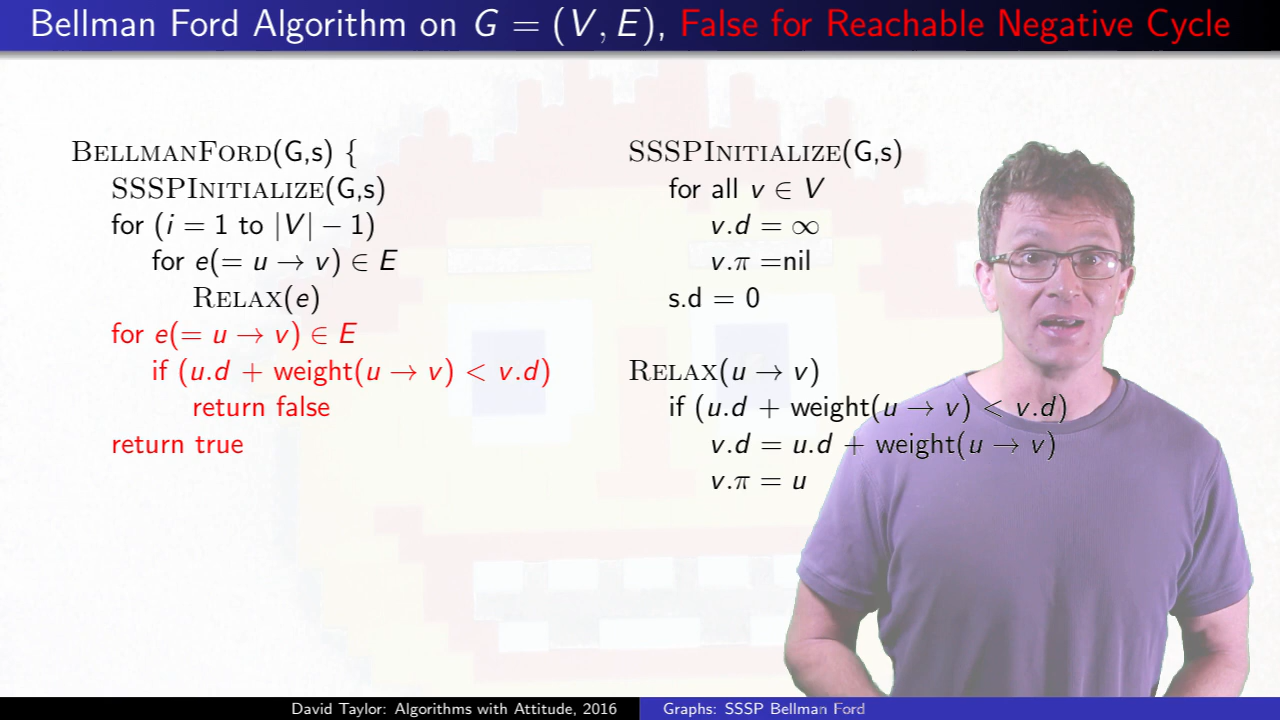 Bellman Ford Algorithm on G = (V, E), False for Reachable Negative Cycle
BELLMANFORD(G,s) {
SSSPINITIALIZE(G,s)
for (i = 1 to |V| − 1)
for e(= u → v) ∈ E
RELAX(e)
for e(= u → v) ∈ E
if (u.d + weight(u → v) < v.d)
return false
return true
SSSPINITIALIZE(G,s)
for all v ∈ V
v.d = ∞
v.π =nil
s.d = 0
RELAX(u → v)
if (u.d + weight(u → v) < v.d)
v.d = u.d + weight(u → v)
v.π = u
David Taylor: Algorithms with Attitude, 2016
Graphs: SSSP Bellman Ford